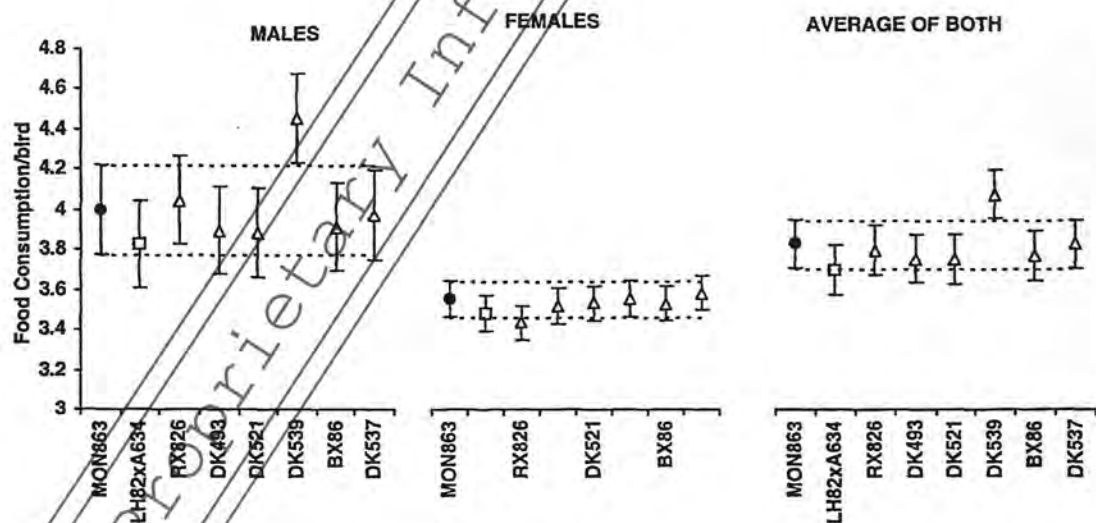 MALES
FEMALES
AVERAGE OF BOTH
Food Consumption/bird
4.8
4.6
4.4
4.2
4
3.8
3.6
3.4
3.2
3
MON863
LH82xA634
RX826
DK493
DK521
DK539
BX86
DK537
MON863
RX826
DK521
BX86
MON863
LH82xA634
RX826
DK493
DK521
DK539
BX86
DK537
roprietary Inf